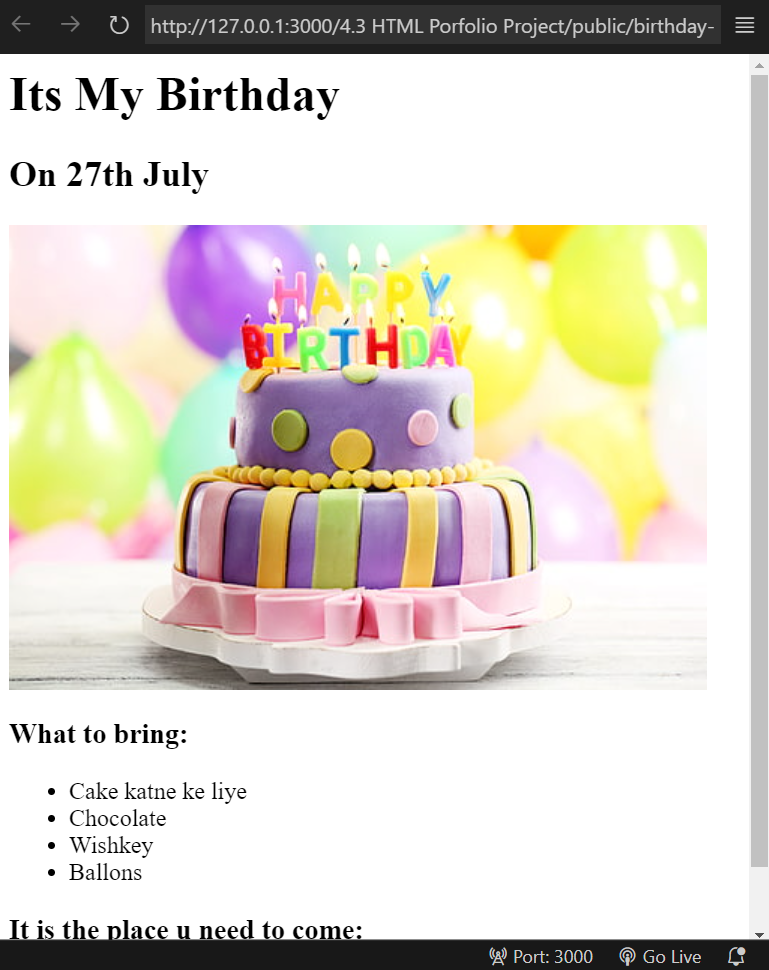 http://127.0.0.1:3000/4.3 HTML Porfolio Project/public/birthday-
Its My Birthday
On 27th July
HAPPY
BIRTHDAY
What to bring:
Cake katne ke liye
Chocolate
Wishkey
Ballons
It is the place u need to come:
Port: 3000 Go Live